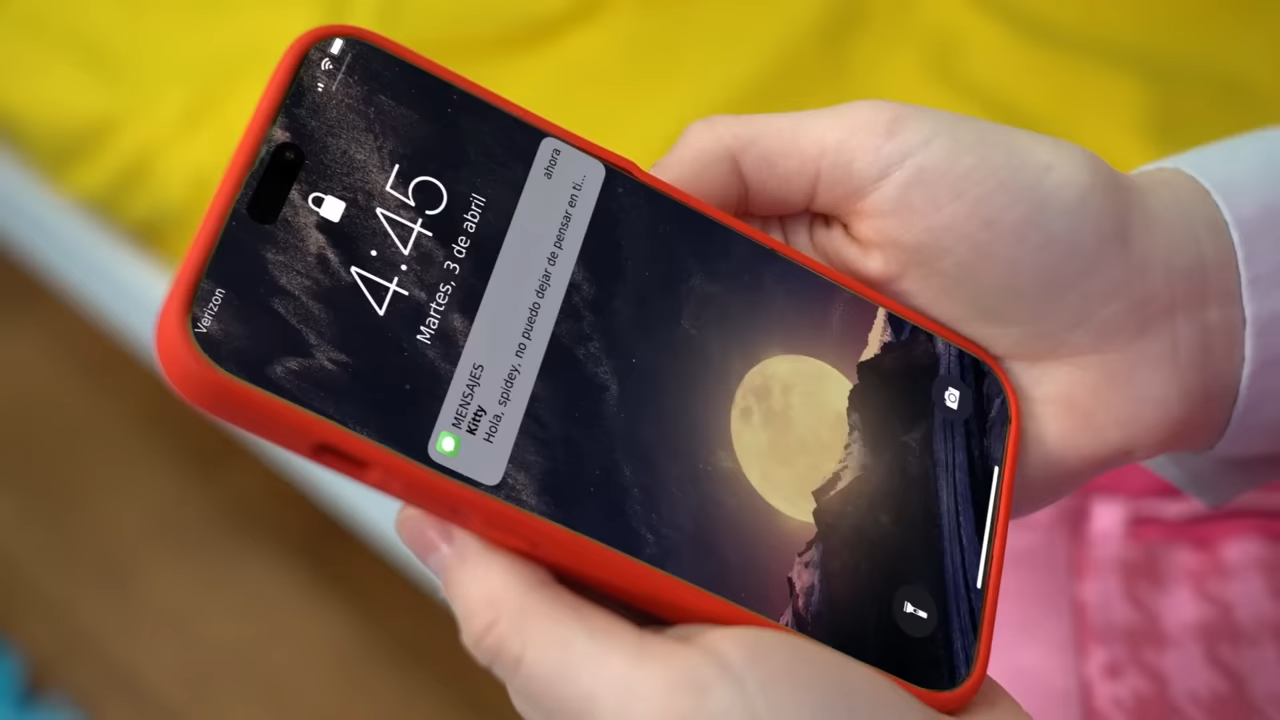 Verizon
4:45
Martes, 3 de abril
MENSAJES
ahora
Kitty
Hola, spidey, no puedo dejar de pensar en ti...